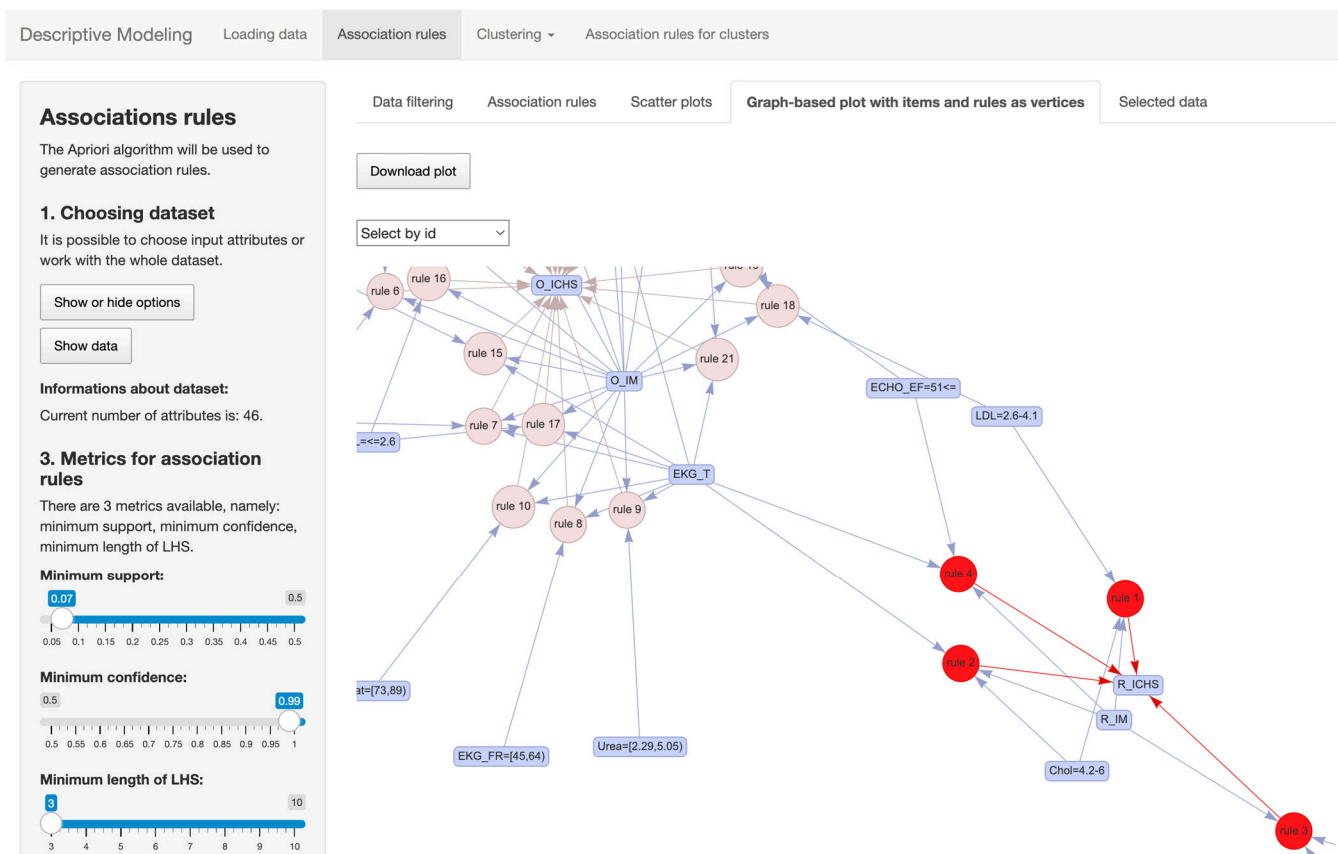 Descriptive Modeling Loading data Association rules Clustering Association rules for clusters
Associations rules
The Apriori algorithm will be used to
generate association rules.
1. Choosing dataset
It is possible to choose input attributes or
work with the whole dataset.
Show or hide options
Show data
Informations about dataset:
Current number of attributes is: 46.
3. Metrics for association
rules
There are 3 metrics available, namely:
minimum support, minimum confidence,
minimum length of LHS.
Minimum support:
0.07 0.5
0.05 0.1 0.15 0.2 0.25 0.3 0.35 0.4 0.45 0.5
Minimum confidence:
0.5 0.99
0.5 0.55 0.6 0.65 0.7 0.75 0.8 0.85 0.9 0.95 1
Minimum length of LHS:
3 10
3 4 5 6 7 8 9 10
Data filtering Association rules Scatter plots Graph-based plot with items and rules as vertices Selected data
Download plot
Select by id
rule 16
rule 6
O_ICHS
rule 18
rule 15
rule 21
O_IM
ECHO_EF=51<=
LDL=2.6-4.1
rule 7
rule 17
L=<=2.6
EKG_T
rule 10
rule 9
rule 8
rule 4
rule 1
rule 2
R_ICHS
at=[73,89)
R_IM
Urea=[2.29,5.05)
EKG_FR=[45,64)
Chol=4.2-6
rule 3